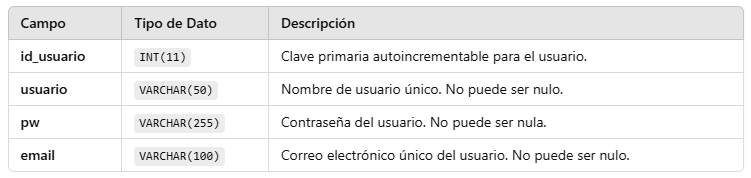 Campo Tipo de Dato Descripción
id_usuario INT(11) Clave primaria autoincrementable para el usuario.
usuario VARCHAR(50) Nombre de usuario único. No puede ser nulo.
pw VARCHAR(255) Contraseña del usuario. No puede ser nula.
email VARCHAR(100) Correo electrónico único del usuario. No puede ser nulo.